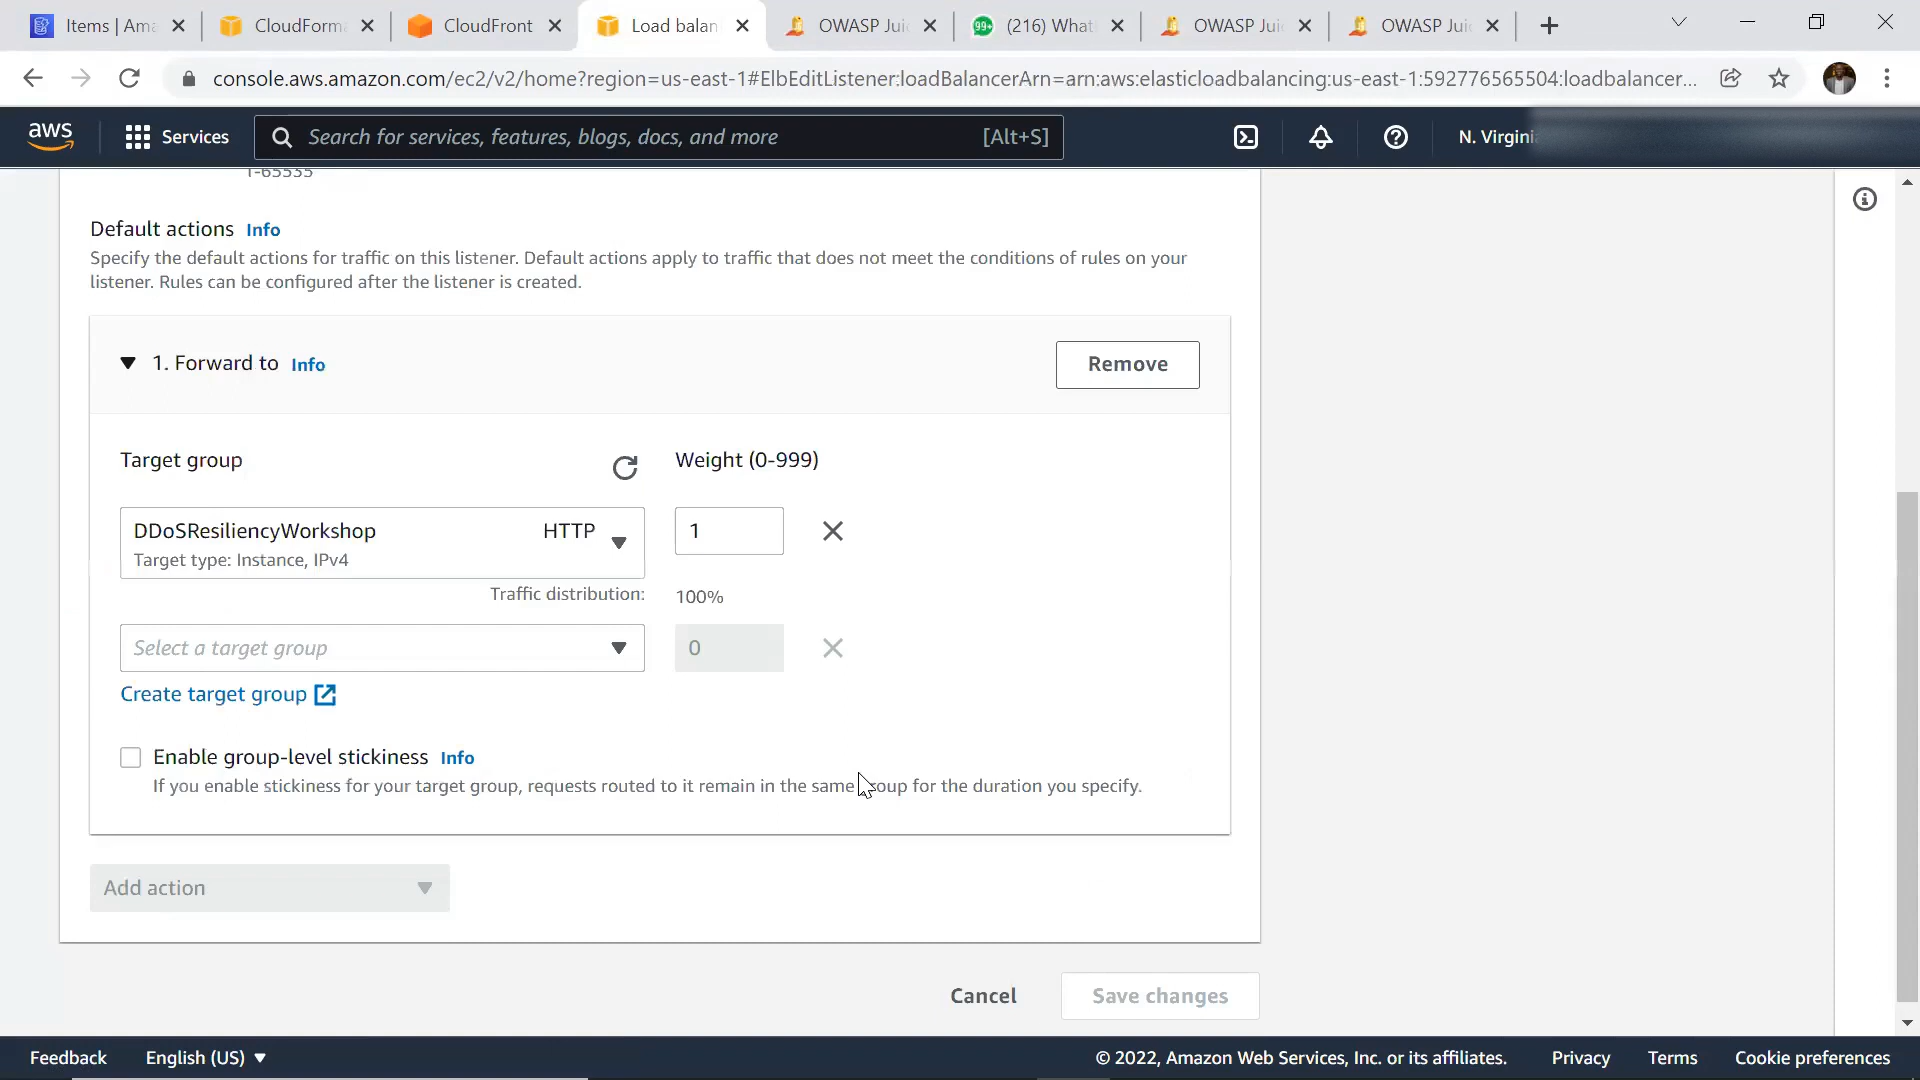 Items | Ama
CloudForma
CloudFront
Load balan
OWASP Jui
99+
(216) What
OWASP Jui
OWASP Jui
console.aws.amazon.com/ec2/v2/home?region=us-east-1#ElbEditListener:loadBalancerArn=arn:aws:elasticloadbalancing:us-east-1:592776565504:loadbalancer...
aws
Services
Search for services, features, blogs, docs, and more
[Alt+S]
N. Virgini
1-65535
Default actions Info
Specify the default actions for traffic on this listener. Default actions apply to traffic that does not meet the conditions of rules on your
listener. Rules can be configured after the listener is created.
1. Forward to Info
Remove
Target group
Weight (0-999)
DDoSResiliencyWorkshop
HTTP
1
Target type: Instance, IPv4
Traffic distribution:
100%
Select a target group
0
Create target group
Enable group-level stickiness Info
If you enable stickiness for your target group, requests routed to it remain in the same group for the duration you specify.
Add action
Cancel
Save changes
Feedback
English (US)
© 2022, Amazon Web Services, Inc. or its affiliates.
Privacy
Terms
Cookie preferences